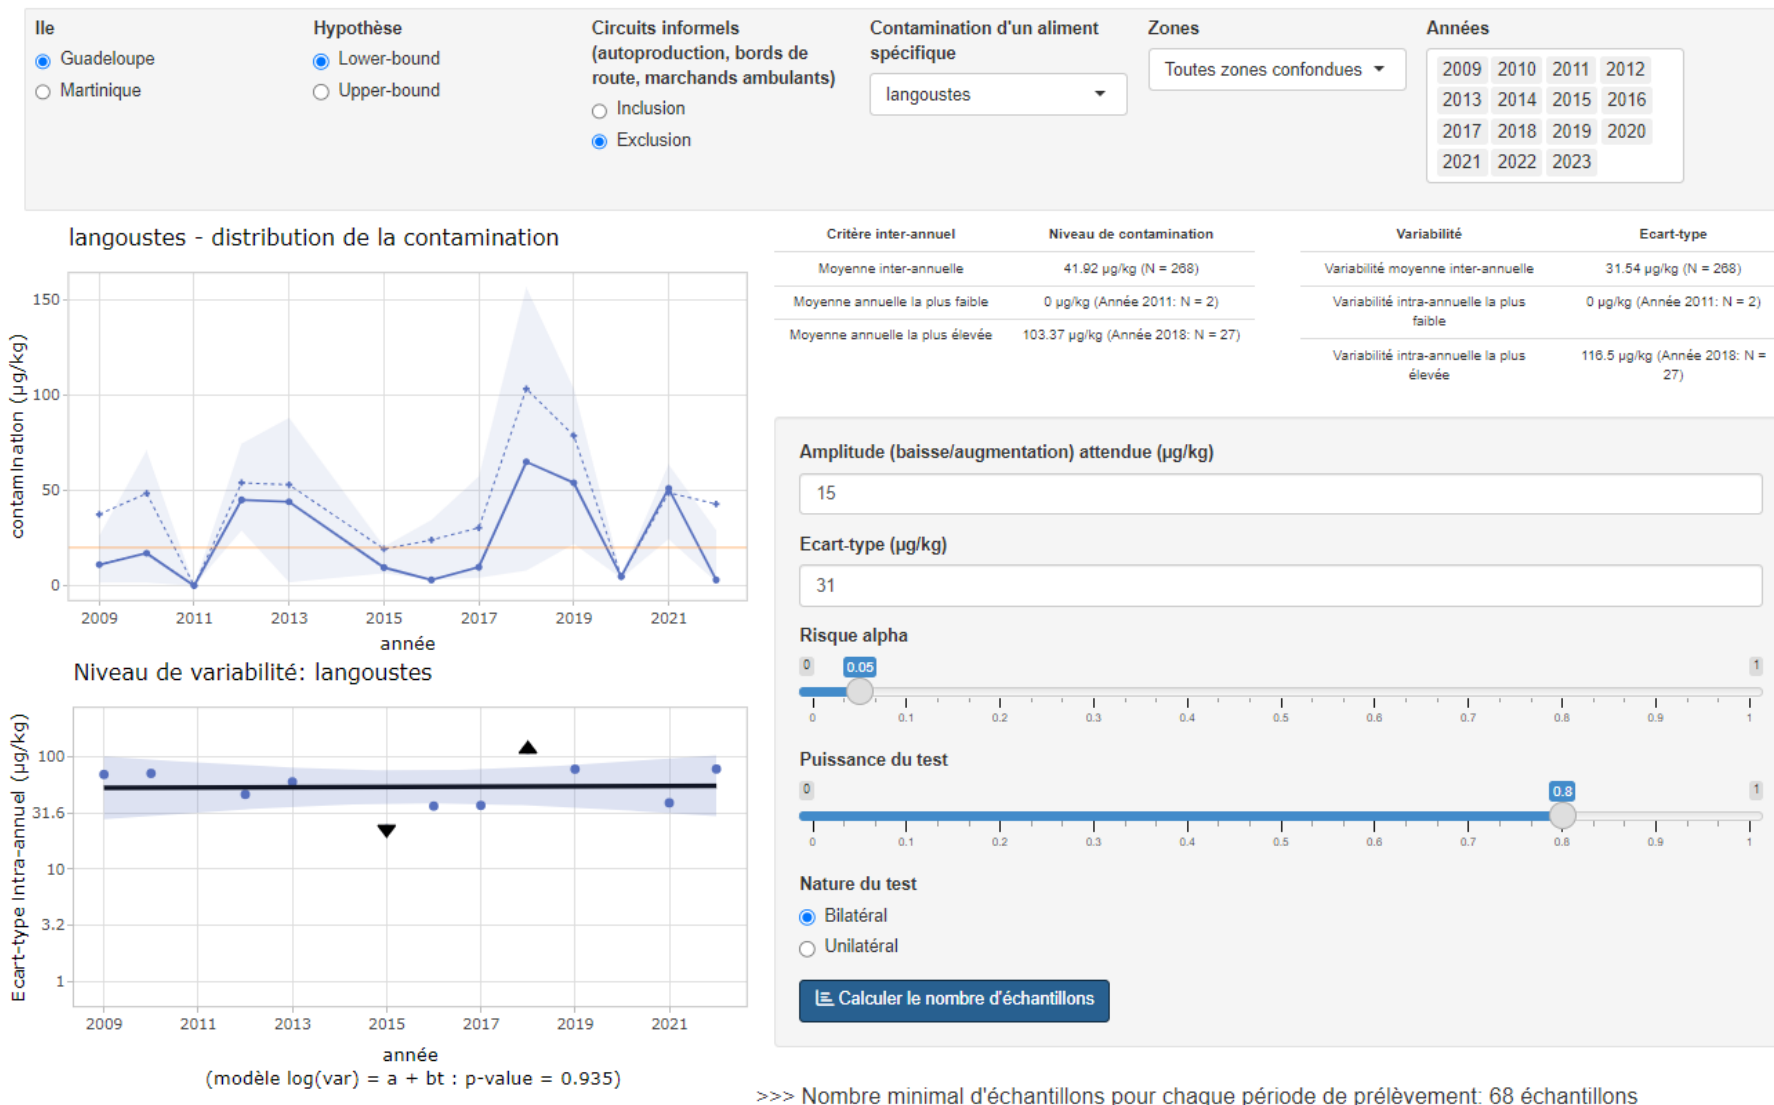 Ile
Guadeloupe
Martinique
Hypothèse
Lower-bound
Upper-bound
Circuits informels
(autoproduction, bords de
route, marchands ambulants)
Inclusion
Exclusion
Contamination d'un aliment
spécifique
langoustes
Zones
Toutes zones confondues
Années
2009 2010 2011 2012
2013 2014 2015 2016
2017 2018 2019 2020
2021 2022 2023
langoustes - distribution de la contamination
contamination (µg/kg)
150
100
50
0
2009 2011 2013 2015 2017 2019 2021
année
Niveau de variabilité: langoustes
Ecart-type Intra-annuel (µg/kg)
100
31.6
10
3.2
1
2009 2011 2013 2015 2017 2019 2021
année
(modèle log(var) = a + bt : p-value = 0.935)
Critère inter-annuel Niveau de contamination
Moyenne inter-annuelle 41.92 µg/kg (N = 268)
Moyenne annuelle la plus faible 0 µg/kg (Année 2011: N = 2)
Moyenne annuelle la plus élevée 103.37 µg/kg (Année 2018: N = 27)
Variabilité Ecart-type
Variabilité moyenne inter-annuelle 31.54 µg/kg (N = 268)
Variabilité intra-annuelle la plus 0 µg/kg (Année 2011: N = 2)
faible
Variabilité intra-annuelle la plus 116.5 µg/kg (Année 2018: N =
élevée 27)
Amplitude (baisse/augmentation) attendue (µg/kg)
15
Ecart-type (µg/kg)
31
Risque alpha
0 0.05 1
0 0.1 0.2 0.3 0.4 0.5 0.6 0.7 0.8 0.9 1
Puissance du test
0 0.8 1
0 0.1 0.2 0.3 0.4 0.5 0.6 0.7 0.8 0.9 1
Nature du test
Bilatéral
Unilatéral
Calculer le nombre d'échantillons
>>> Nombre minimal d'échantillons pour chaque période de prélèvement: 68 échantillons